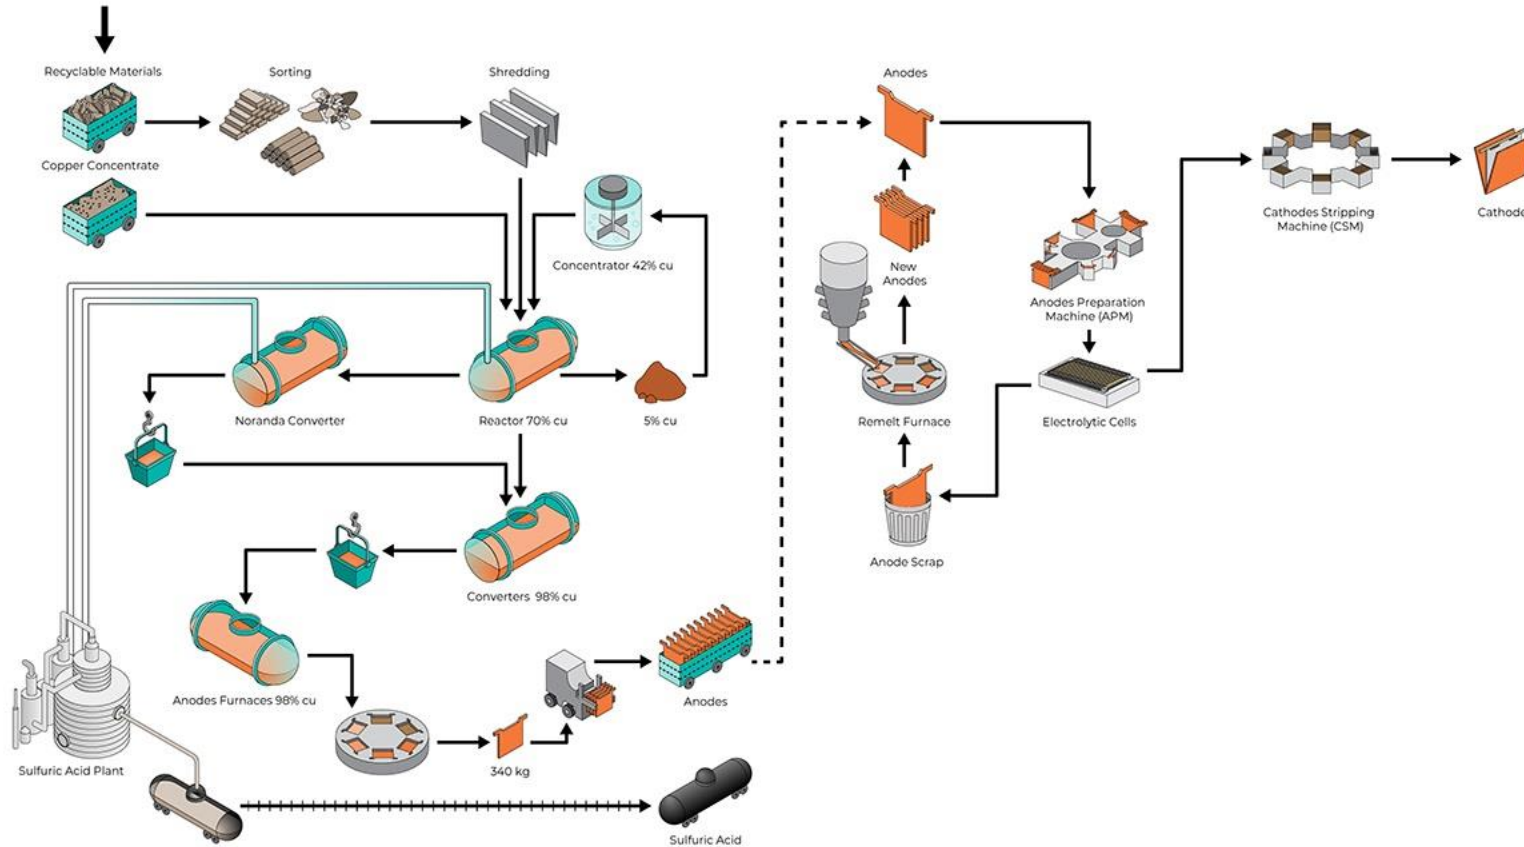 Recyclable Materials
Sorting
Shredding
Anodes
Copper Concentrate
Concentrator 42% cu
New
Anodes
Cathodes Stripping
Machine (CSM)
Cathode
Anodes Preparation
Machine (APM)
Noranda Converter
Reactor 70% cu
5% cu
Remelt Furnace
Electrolytic Cells
Anode Scrap
Converters 98% cu
Anodes Furnaces 98% cu
Anodes
340 kg
Sulfuric Acid Plant
Sulfuric Acid